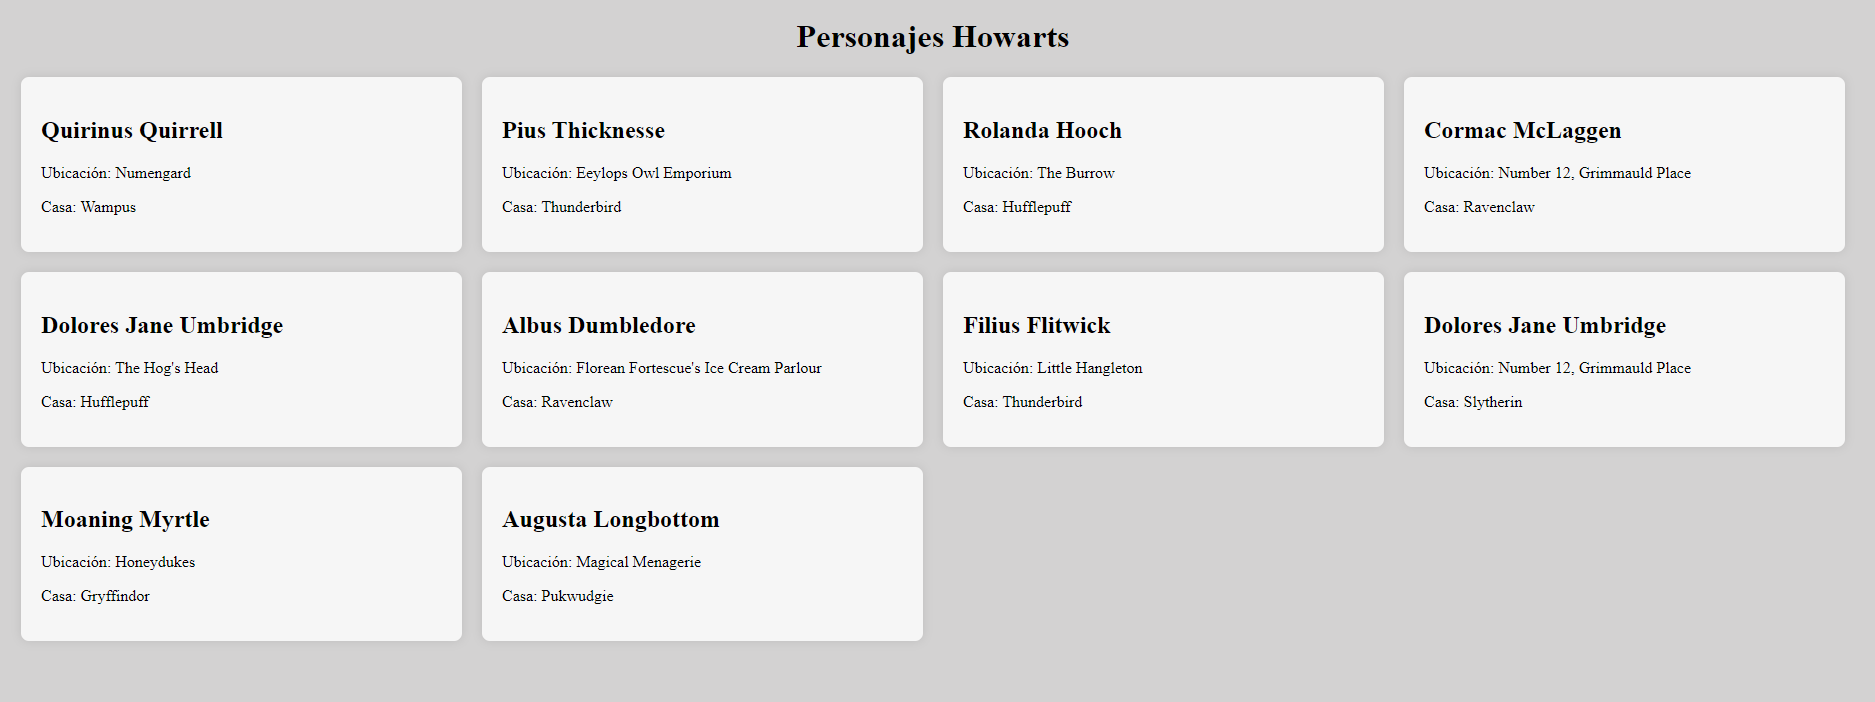 Personajes Howarts
Quirinus Quirrell
Ubicación: Numengard
Casa: Wampus
Pius Thicknesse
Ubicación: Eeylops Owl Emporium
Casa: Thunderbird
Rolanda Hooch
Ubicación: The Burrow
Casa: Hufflepuff
Cormac McLaggen
Ubicación: Number 12, Grimmauld Place
Casa: Ravenclaw
Dolores Jane Umbridge
Ubicación: The Hog's Head
Casa: Hufflepuff
Albus Dumbledore
Ubicación: Florean Fortescue's Ice Cream Parlour
Casa: Ravenclaw
Filius Flitwick
Ubicación: Little Hangleton
Casa: Thunderbird
Dolores Jane Umbridge
Ubicación: Number 12, Grimmauld Place
Casa: Slytherin
Moaning Myrtle
Ubicación: Honeydukes
Casa: Gryffindor
Augusta Longbottom
Ubicación: Magical Menagerie
Casa: Pukwudgie